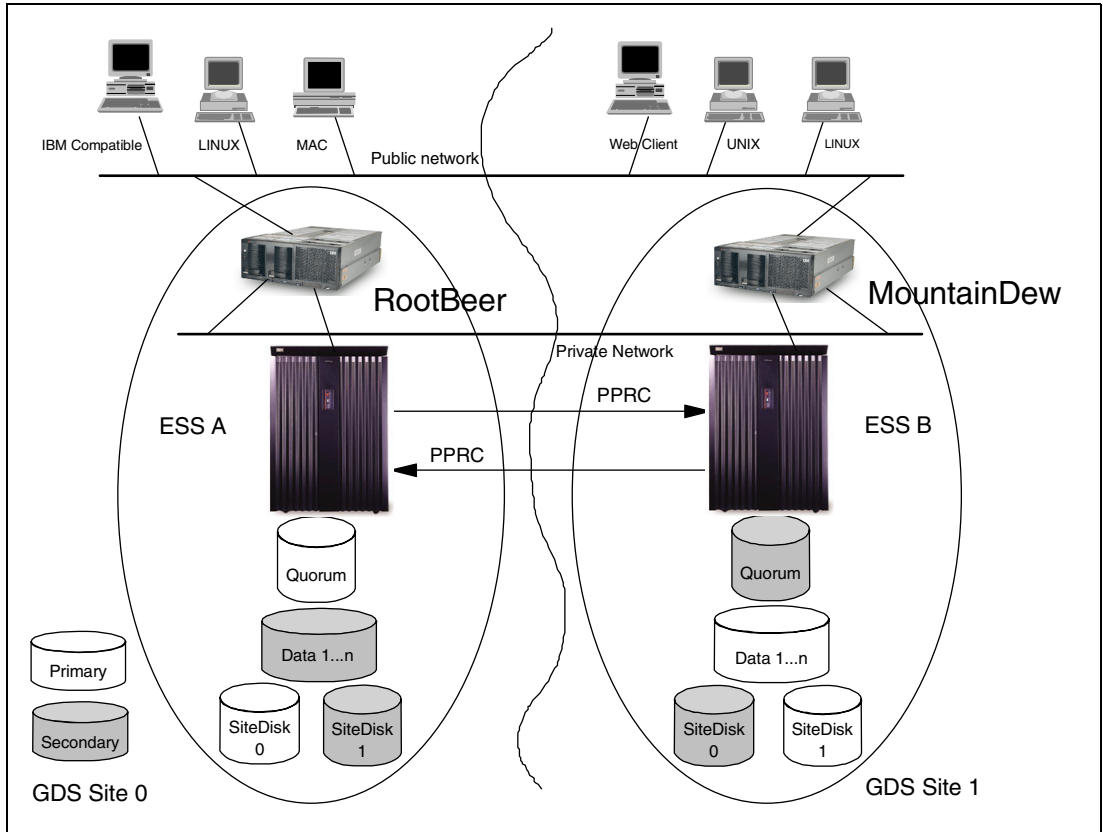 IBM Compatible
LINUX
MAC
Public network
Web Client
UNIX
LINUX
RootBeer
MountainDew
Private Network
ESS A
PPRC
PPRC
ESS B
Quorum
Quorum
Data 1...n
Data 1...n
Primary
SiteDisk
0
SiteDisk
1
SiteDisk
0
SiteDisk
1
Secondary
GDS Site 0
GDS Site 1